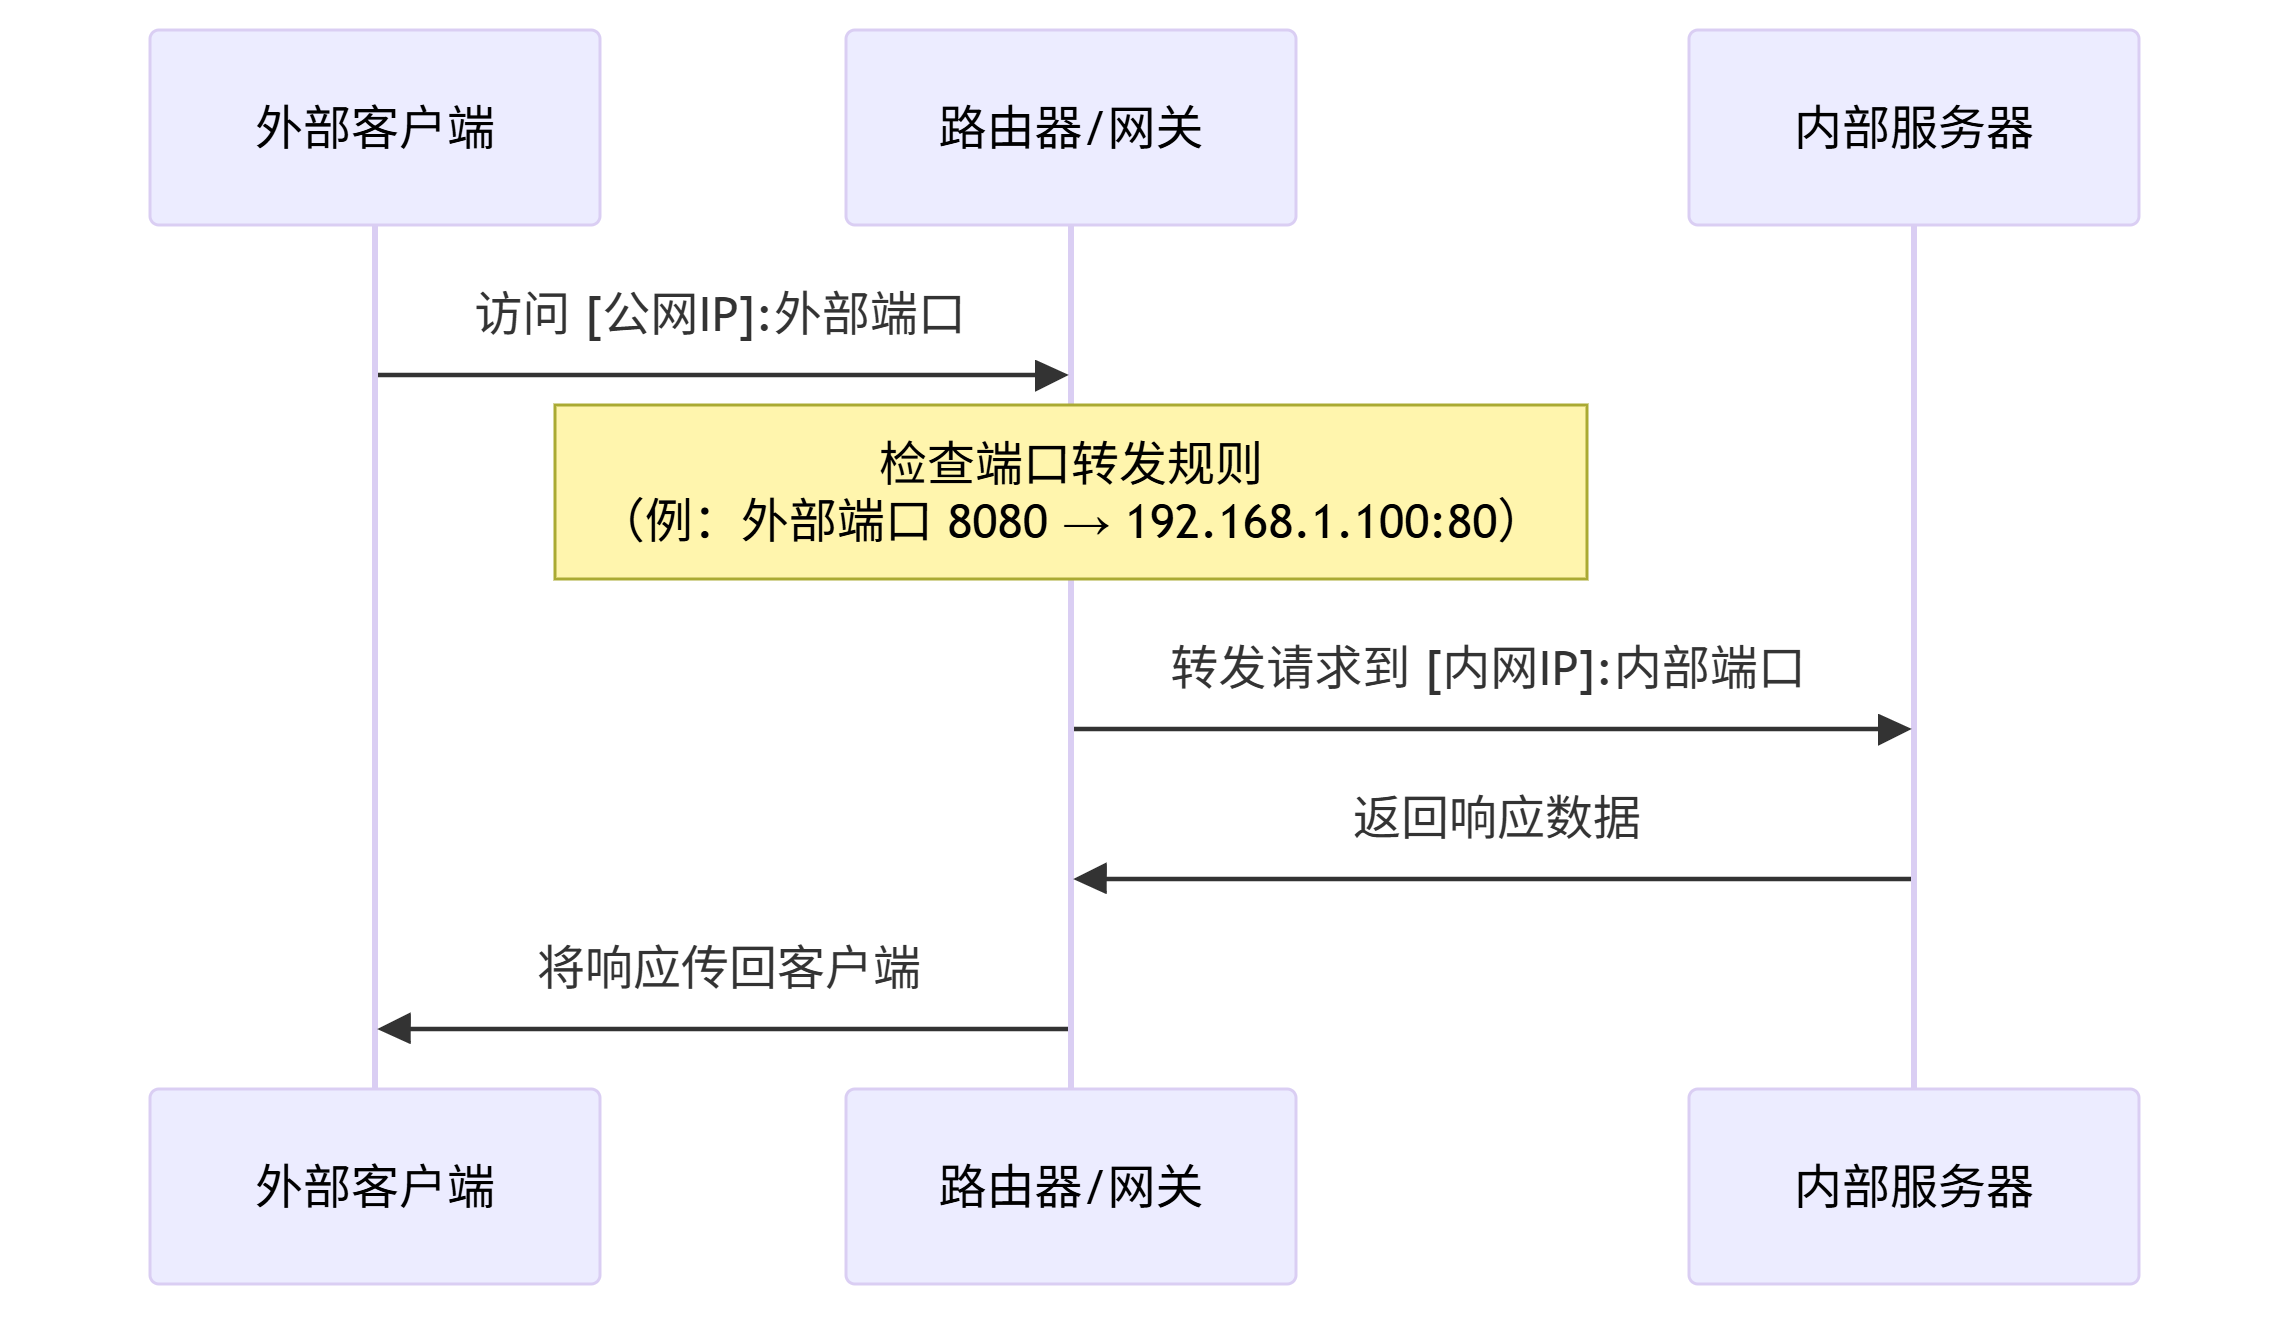 外部客户端
路由器/网关
内部服务器
访问 [公网IP]:外部端口
检查端口转发规则
（例：外部端口 8080 → 192.168.1.100:80）
转发请求到 [内网IP]:内部端口
返回响应数据
将响应传回客户端
外部客户端
路由器/网关
内部服务器